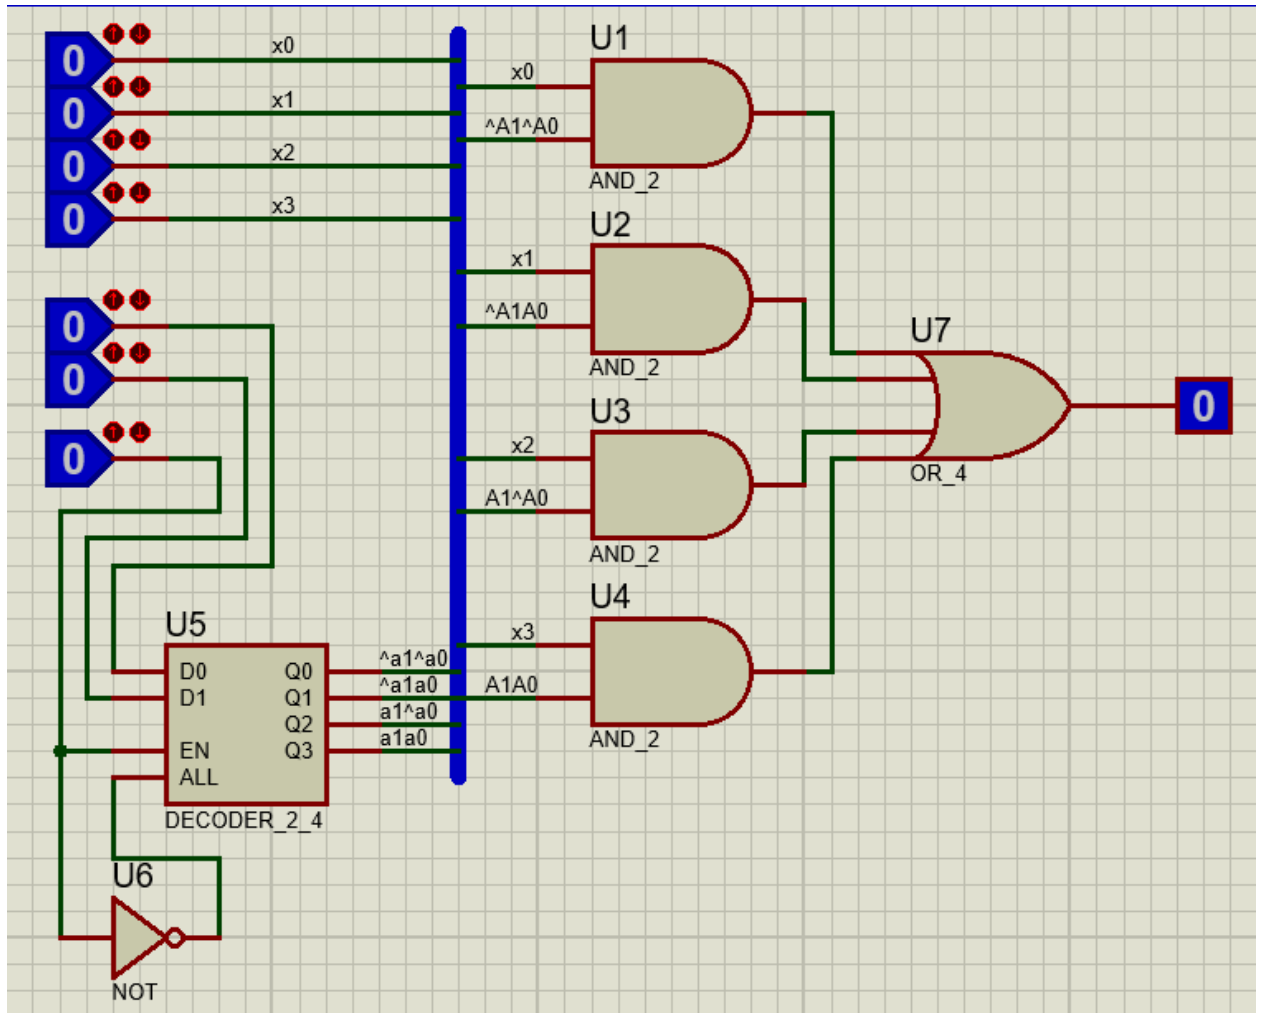 0
x0
0
x1
0
x2
0
x3
0
0
0
U5
D0
D1
EN
ALL
Q0
Q1
Q2
Q3
DECODER_2_4
^a1^a0
^a1a0
a1^a0
a1a0
U6
NOT
U1
x0
^A1^A0
AND_2
U2
x1
^A1A0
AND_2
U3
x2
A1^A0
AND_2
U4
x3
A1A0
AND_2
U7
OR_4
0